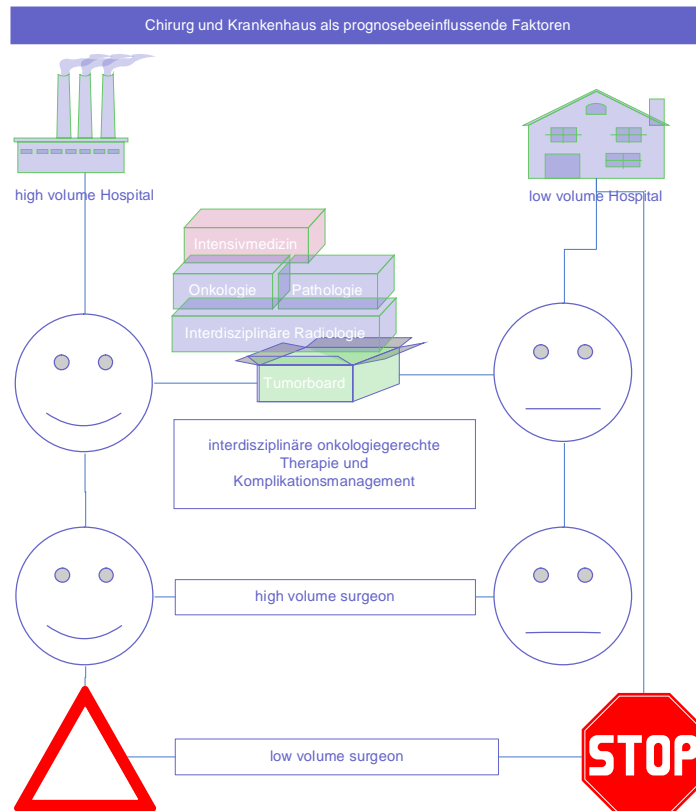 Chirurg und Krankenhaus als prognosebeeinflussende Faktoren
high volume Hospital
low volume Hospital
Intensivmedizin
Onkologie
Pathologie
Interdisziplinäre Radiologie
Tumorboard
interdisziplinäre onkologiegerechte
Therapie und
Komplikationsmanagement
high volume surgeon
low volume surgeon
STOP